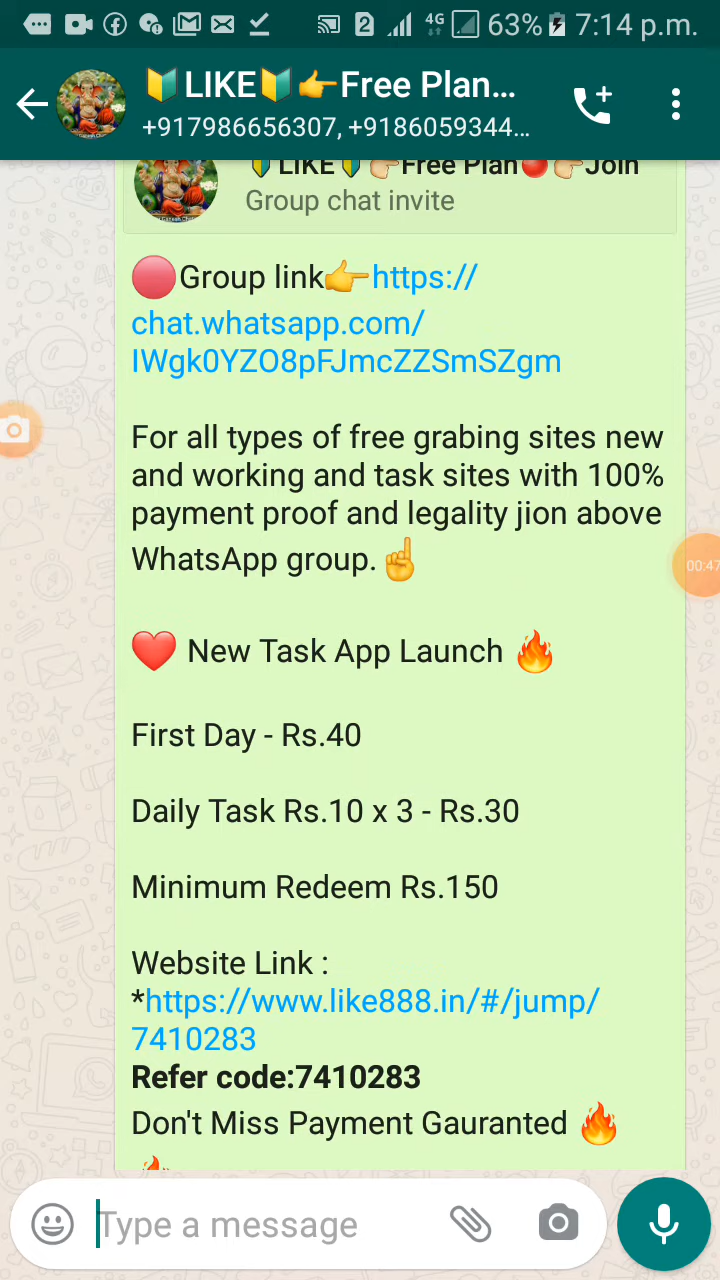 4G 63% 7:14 p.m.
🔰LIKE🔰👉Free Plan...
+917986656307, +9186059344...
🔰LIKE🔰👉Free Plan🔴👉Join
Group chat invite
🔴Group link👉https://
chat.whatsapp.com/
IWgk0YZO8pFJmcZZSmSZgm
For all types of free grabing sites new
and working and task sites with 100%
payment proof and legality jion above
WhatsApp group.☝
❤ New Task App Launch 🔥
First Day - Rs.40
Daily Task Rs.10 x 3 - Rs.30
Minimum Redeem Rs.150
Website Link :
*https://www.like888.in/#/jump/
7410283
Refer code:7410283
Don't Miss Payment Gauranted 🔥
Type a message
00:47